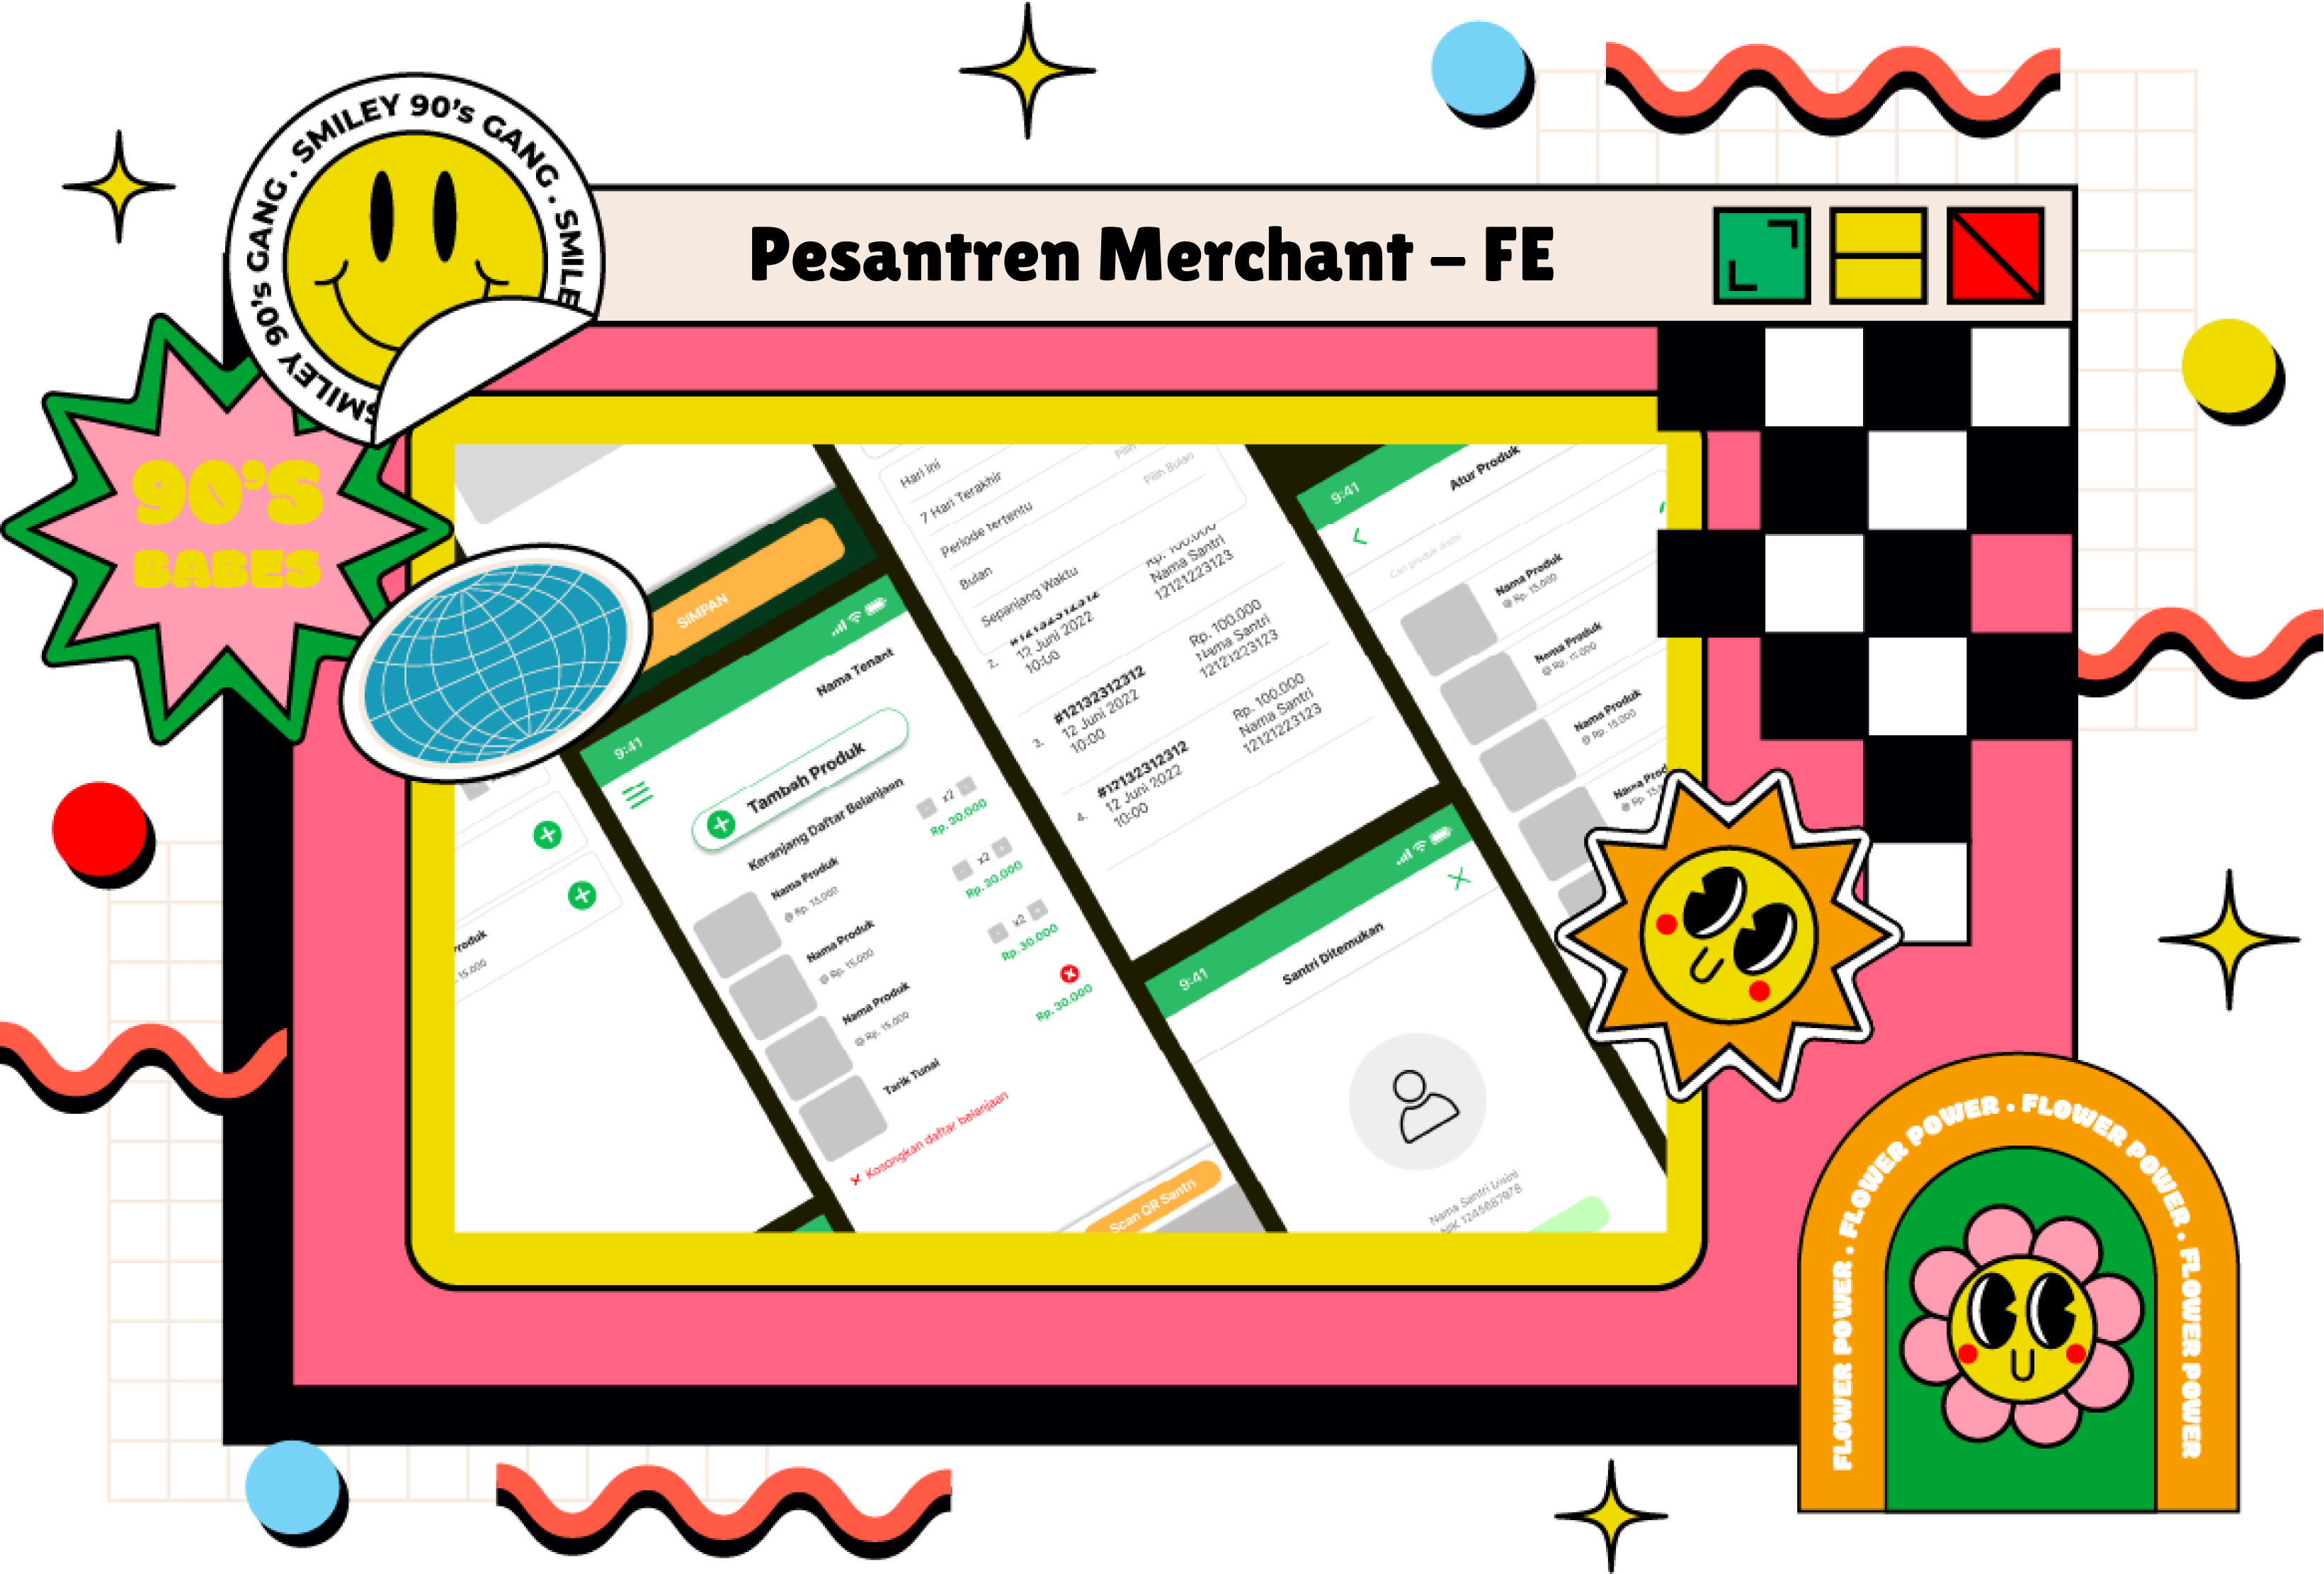 SMILEY 90's GANG . SMILEY 90's GANG . SMILE
Pesantren Merchant – FE
90'S
BABES
SIMPAN
9:41
Nama Tenant
Tambah Produk
Keranjang Daftar Belanjaan
Nama Produk
@ Rp. 15.000
x2
Rp. 30.000
Nama Produk
@ Rp. 15.000
x2
Rp. 30.000
Nama Produk
@ Rp. 15.000
x2
Rp. 30.000
Tarik Tunai
Rp. 30.000
Kosongkan daftar belanjaan
Scan QR Santri
Hari ini
7 Hari Terakhir
Periode tertentu
Bulan
Pilih Bulan
Sepanjang Waktu
Rp. 100.000
Nama Santri
12121223123
2.
12 Juni 2022
10:00
3.
#12132312312
12 Juni 2022
10:00
Rp. 100.000
Nama Santri
12121223123
4.
#12132312312
12 Juni 2022
10:00
Rp. 100.000
Nama Santri
12121223123
9:41
Atur Produk
Cari produk disini
Nama Produk
@ Rp. 15.000
Nama Produk
@ Rp. 15.000
Nama Produk
@ Rp. 15.000
Nama Prod
9:41
Santri Ditemukan
Nama Santri Disini
NIK 1245687978
FLOWER POWER . FLOWER POWER . FLOWER POWER . FLOWER POWER